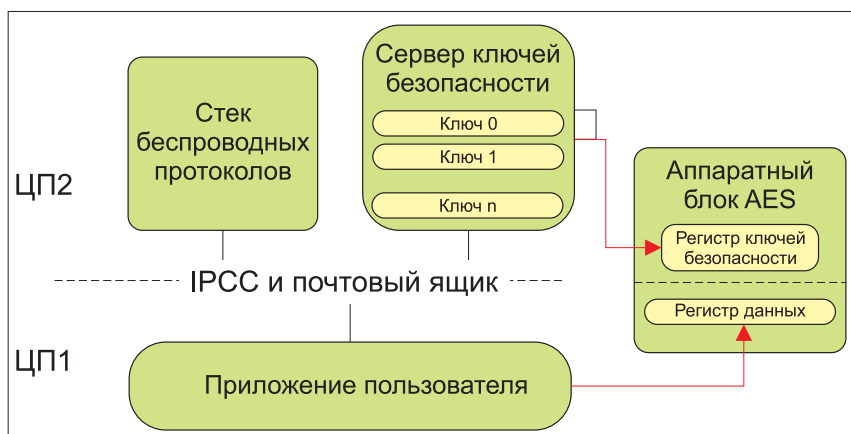 ЦП2
Стек
беспроводных
протоколов
Сервер ключей
безопасности
Ключ 0
Ключ 1
Ключ n
Аппаратный
блок AES
Регистр ключей
безопасности
Регистр данных
IPCC и почтовый ящик
ЦП1
Приложение пользователя